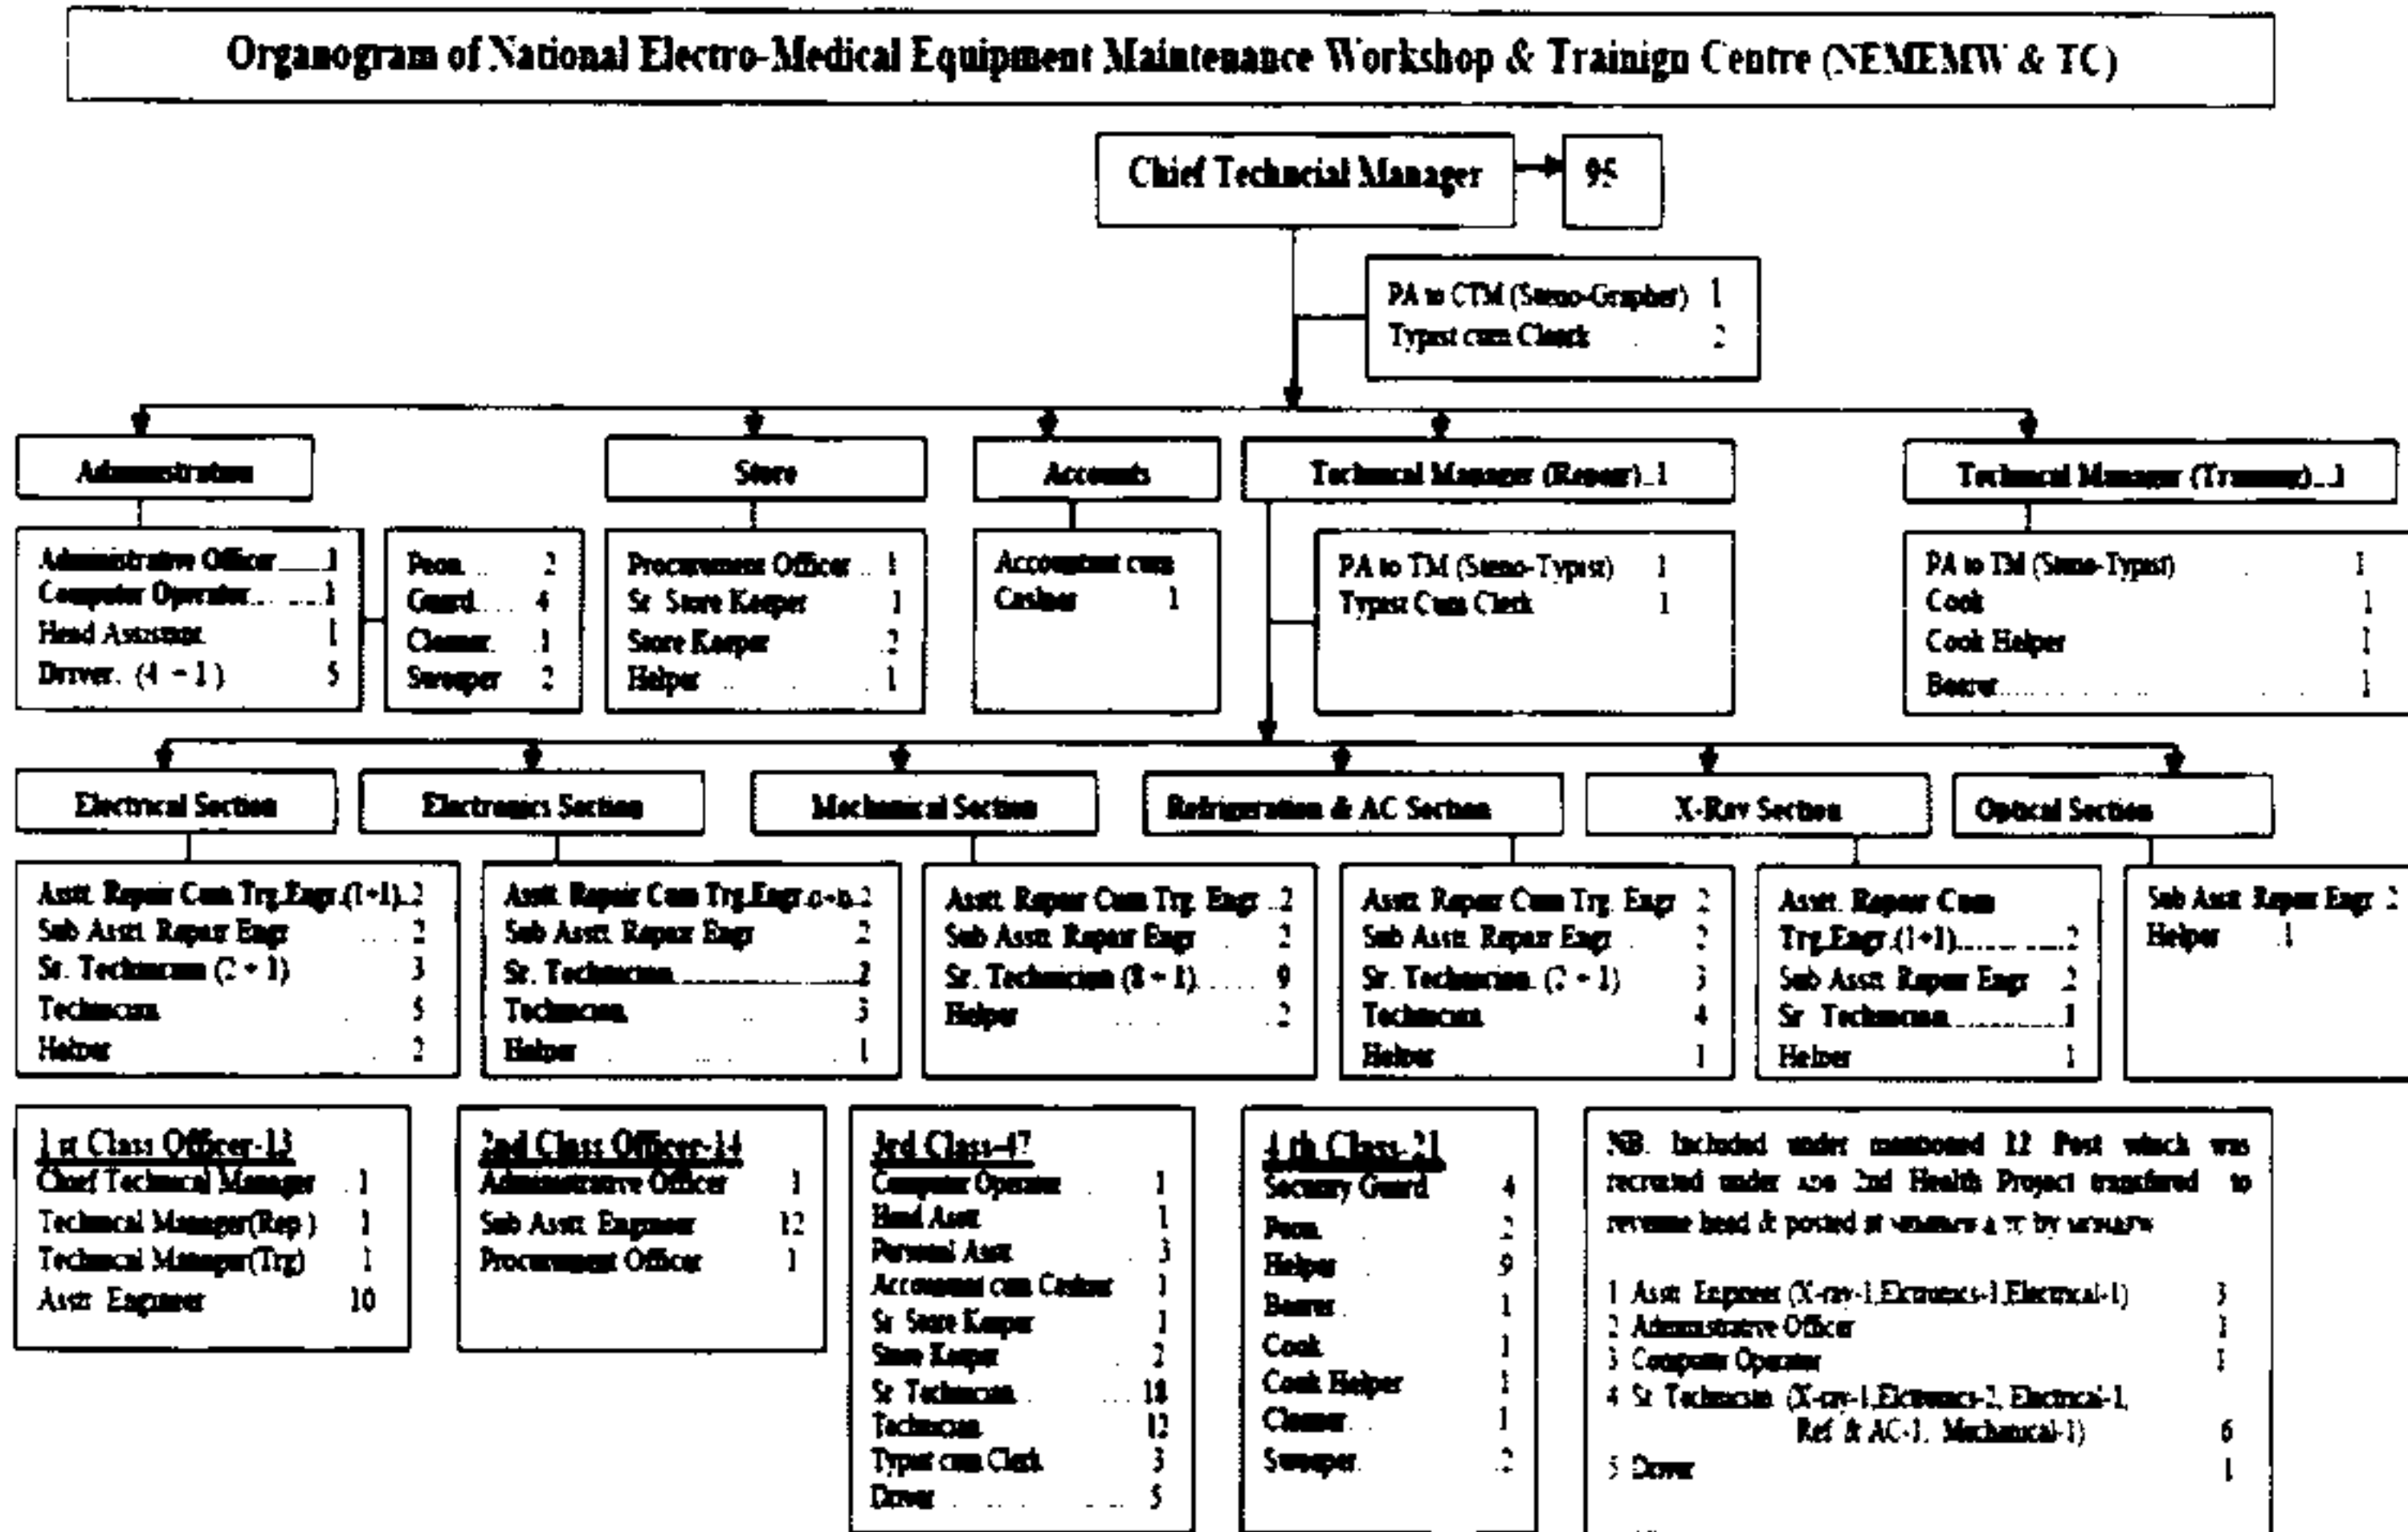 Organogram of National Electro-Medical Equipment Maintenance Workshop & Trainign Centre (NEMEMW & TC)
Chief Techncial Manager
95
PA to CTM (Steno-Grapher) 1
Typist cum Cleark 2
Administration
Store
Accounts
Technical Manager (Repair)..1
Technical Manager (Training)...1
Administrative Officer ......1
Computer Operator.........1
Head Assistant 1
Driver. (4 + 1) 5
Peon... 2
Guard..... 4
Cleaner. 1
Sweeper 2
Procurement Officer .. 1
Sr. Store Keeper 1
Store Keeper 2
Helper 1
Accountant cum
Cashier 1
PA to TM (Steno-Typist) 1
Typist Cum Clerk 1
PA to TM (Steno-Typist) 1
Cook 1
Cook Helper 1
Bearer 1
Electrical Section
Electronics Section
Mechanical Section
Refrigeration & AC Section
X-Ray Section
Optical Section
Asstt. Repair Cum Trg.Engr.(1+1)..2
Sub Asstt. Repair Engr 2
Sr. Technician (2 + 1) 3
Technician 5
Helper 2
Asstt. Repair Cum Trg.Engr. 2
Sub Asstt. Repair Engr 2
Sr. Technician 2
Technician 3
Helper 1
Asstt. Repair Cum Trg. Engr ..2
Sub Asstt. Repair Engr 2
Sr. Technician (8 + 1) 9
Helper 2
Asstt. Repair Cum Trg. Engr 2
Sub Asstt. Repair Engr 2
Sr. Technician. (2 + 1) 3
Technician 4
Helper 1
Asstt. Repair Cum
Trg.Engr.(1+1) 2
Sub Asstt. Repair Engr 2
Sr. Technician 1
Helper 1
Sub Asstt. Repair Engr 2
Helper 1
1 st Class Officer-13
Chief Technical Manager 1
Technical Manager(Rep.) 1
Technical Manager(Trg) 1
Asstt. Engineer 10
2nd Class Officer-14
Administrative Officer 1
Sub Asstt. Engineer 12
Procurement Officer 1
3rd Class-47
Computer Operator 1
Head Asstt 1
Personal Asstt 3
Accountant cum Cashier 1
Sr. Store Keeper 1
Store Keeper 2
Sr. Technician 18
Technician 12
Typist cum Clerk 3
Driver 5
4 th Class-21
Security Guard 4
Peon. 2
Helper 9
Bearer 1
Cook 1
Cook Helper 1
Cleaner 1
Sweeper. 2
NB. Included under mentioned 12 Post which was
recruited under 2nd Health Project transfered to
revenue head & posted at by
1 Asstt. Engineer (X-ray-1,Elctronics-1,Electrical-1) 3
2 Administrative Officer 1
3 Computer Operator 1
4 Sr. Technician (X-ray-1,Elctronics-2, Electrical-1,
Ref & AC-1, Mechanical-1) 6
5 Driver 1